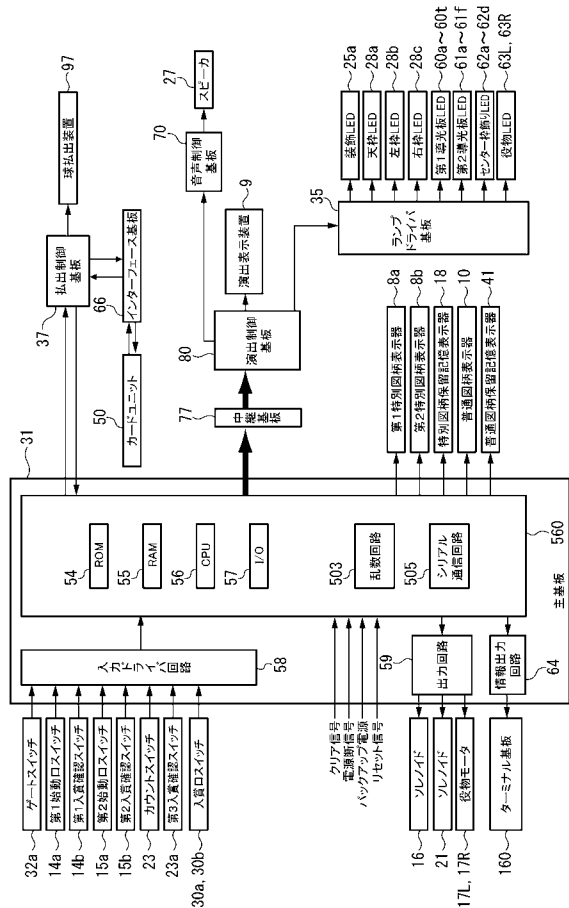 32a
ゲートスイッチ
14a
第1始動口スイッチ
14b
第1入賞確認スイッチ
15a
第2始動口スイッチ
15b
第2入賞確認スイッチ
23
カウントスイッチ
23a
第3入賞確認スイッチ
30a, 30b
入賞口スイッチ
入力ドライバ回路
58
クリア信号
電源断信号
バックアップ電源
リセット信号
16
ソレノイド
21
ソレノイド
17L, 17R
役物モータ
160
ターミナル基板
59
出力回路
情報出力
回路
64
31
54
ROM
55
RAM
56
CPU
57
I/O
503
乱数回路
505
シリアル
通信回路
560
主基板
37
払出制御
基板
球払出装置
97
66
インターフェース基板
50
カードユニット
77
中継基板
80
演出制御
基板
演出表示装置
9
70
音声制御
基板
スピーカ
27
35
ランプ
ドライバ
基板
装飾LED
25a
天枠LED
28a
左枠LED
28b
右枠LED
28c
第1導光板LED
60a～60t
第2導光板LED
61a～61f
センター枠飾りLED
62a～62d
役物LED
63L, 63R
第1特別図柄表示器
8a
第2特別図柄表示器
8b
特別図柄保留記憶表示器
18
普通図柄表示器
10
普通図柄保留記憶表示器
41